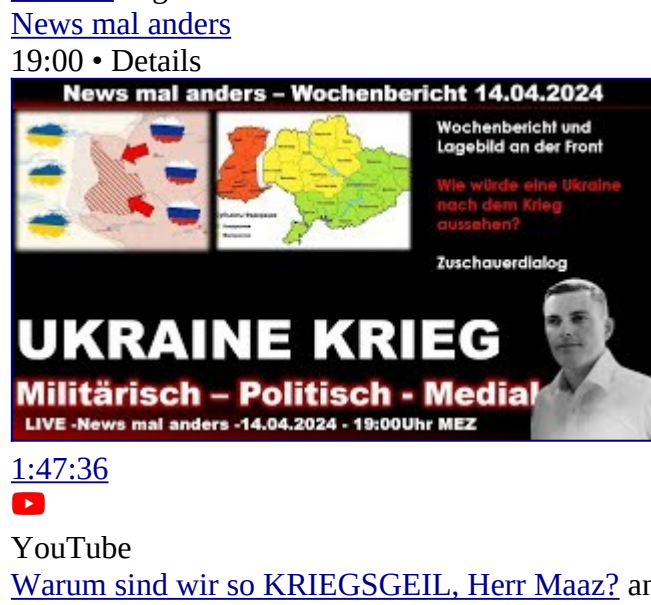 News mal anders
19:00 • Details
News mal anders – Wochenbericht 14.04.2024
Wochenbericht und
Lagebild an der Front
Wie würde eine Ukraine
nach dem Krieg
aussehen?
Zuschauerdialog
UKRAINE KRIEG
Militärisch – Politisch - Medial
LIVE -News mal anders -14.04.2024 - 19:00Uhr MEZ
1:47:36
YouTube
Warum sind wir so KRIEGSGEIL, Herr Maaz?